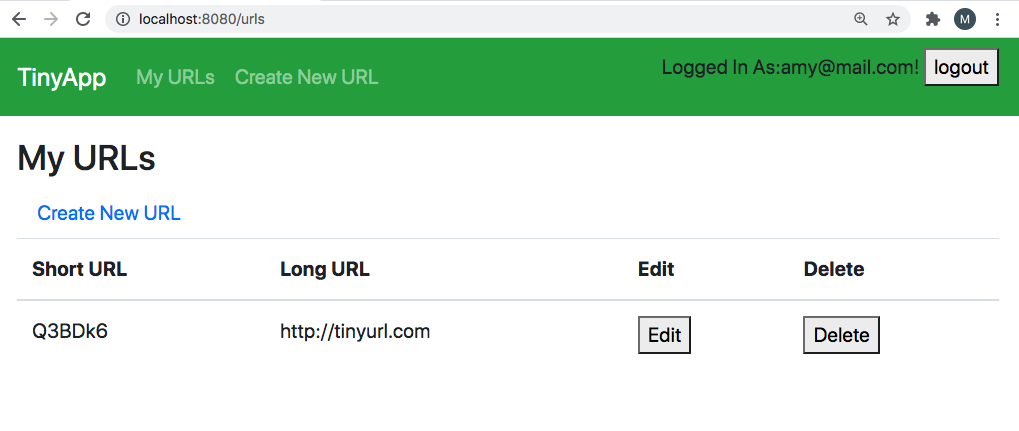 localhost:8080/urls
M
TinyApp My URLs Create New URL Logged In As:amy@mail.com! logout
My URLs
Create New URL
Short URL Long URL Edit Delete
Q3BDk6 http://tinyurl.com Edit Delete